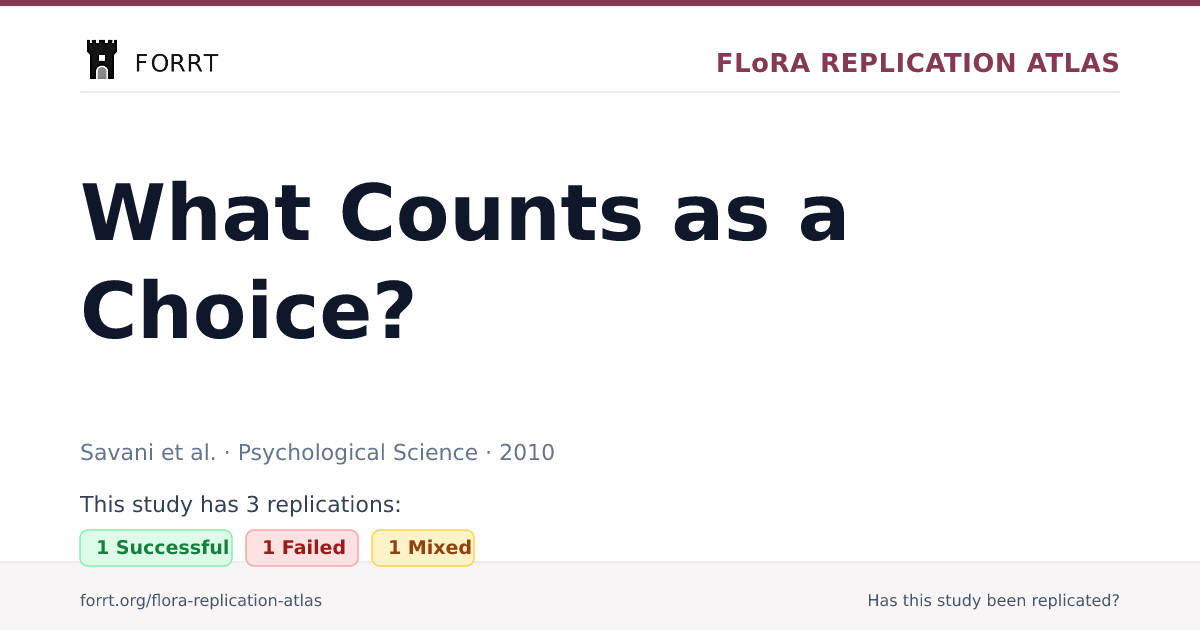 FORRT
FLoRA REPLICATION ATLAS
What Counts as a
Choice?
Savani et al. · Psychological Science · 2010
This study has 3 replications:
1 Successful
1 Failed
1 Mixed
forrt.org/flora-replication-atlas
Has this study been replicated?